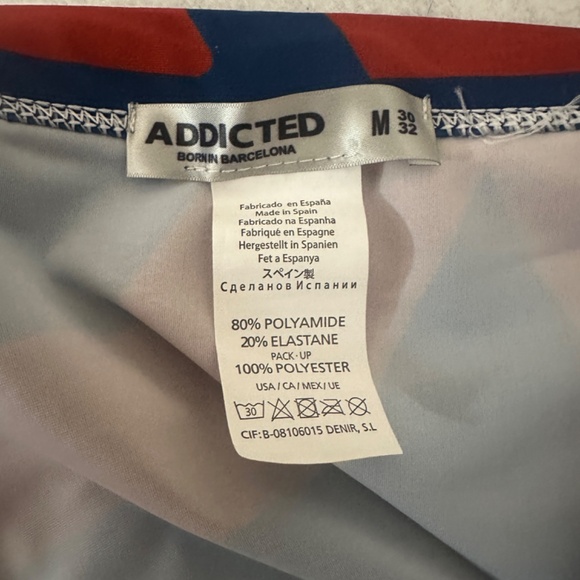 ADDICTED M 30 32
BORN IN BARCELONA
Fabricado en España
Made in Spain
Fabricado na Espanha
Fabriqué en Espagne
Hergestellt in Spanien
Fet a Espanya
スペイン製
Сделанов Испании
80% POLYAMIDE
20% ELASTANE
PACK-UP
100% POLYESTER
USA/CA/MEX/UE
30
CIF:B-08106015 DENIR, S.L